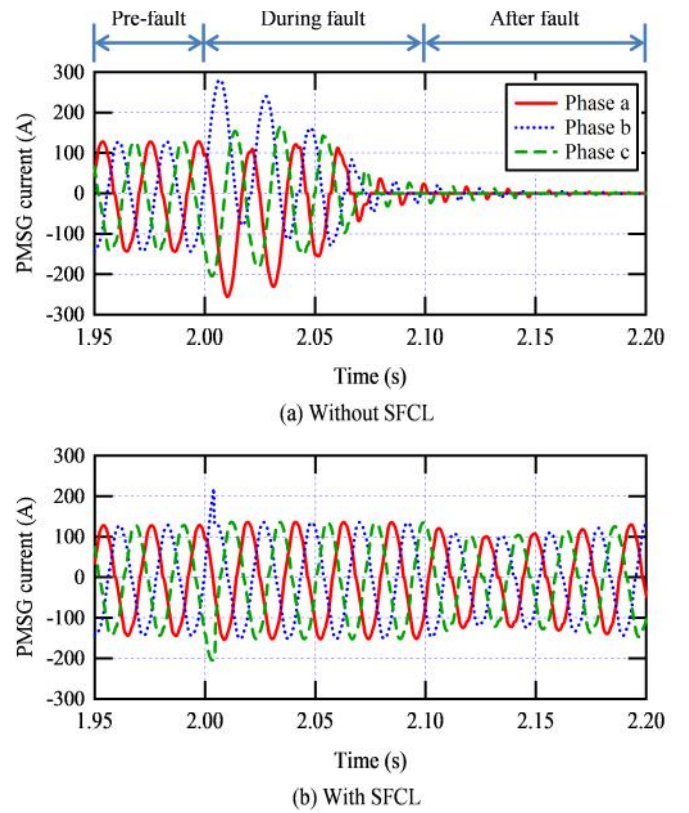 Pre-fault During fault After fault
300
200
100
0
-100
-200
-300
PMSG current (A)
Phase a
Phase b
Phase c
1.95 2.00 2.05 2.10 2.15 2.20
Time (s)
(a) Without SFCL
300
200
100
0
-100
-200
-300
PMSG current (A)
1.95 2.00 2.05 2.10 2.15 2.20
Time (s)
(b) With SFCL